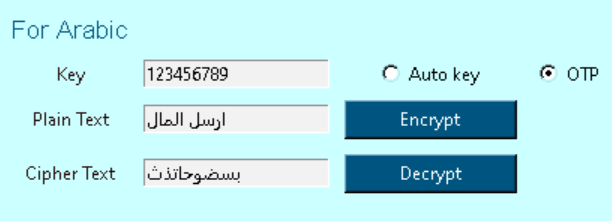 For Arabic
Key 123456789 Auto key OTP
Plain Text ارسل المال Encrypt
Cipher Text بسضوحاتذث Decrypt